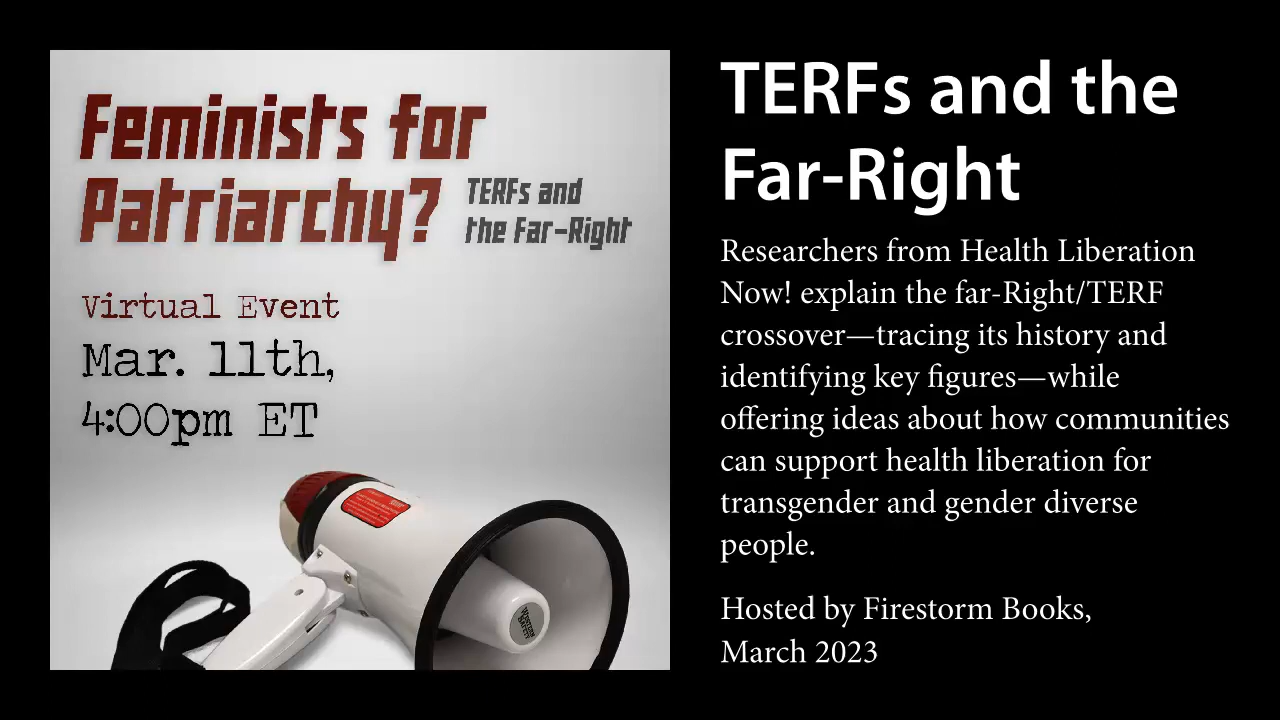 Feminists for
Patriarchy?
TERFs and
the Far-Right
Virtual Event
Mar. 11th,
4:00pm ET
TERFs and the
Far-Right
Researchers from Health Liberation
Now! explain the far-Right/TERF
crossover—tracing its history and
identifying key figures—while
offering ideas about how communities
can support health liberation for
transgender and gender diverse
people.
Hosted by Firestorm Books,
March 2023